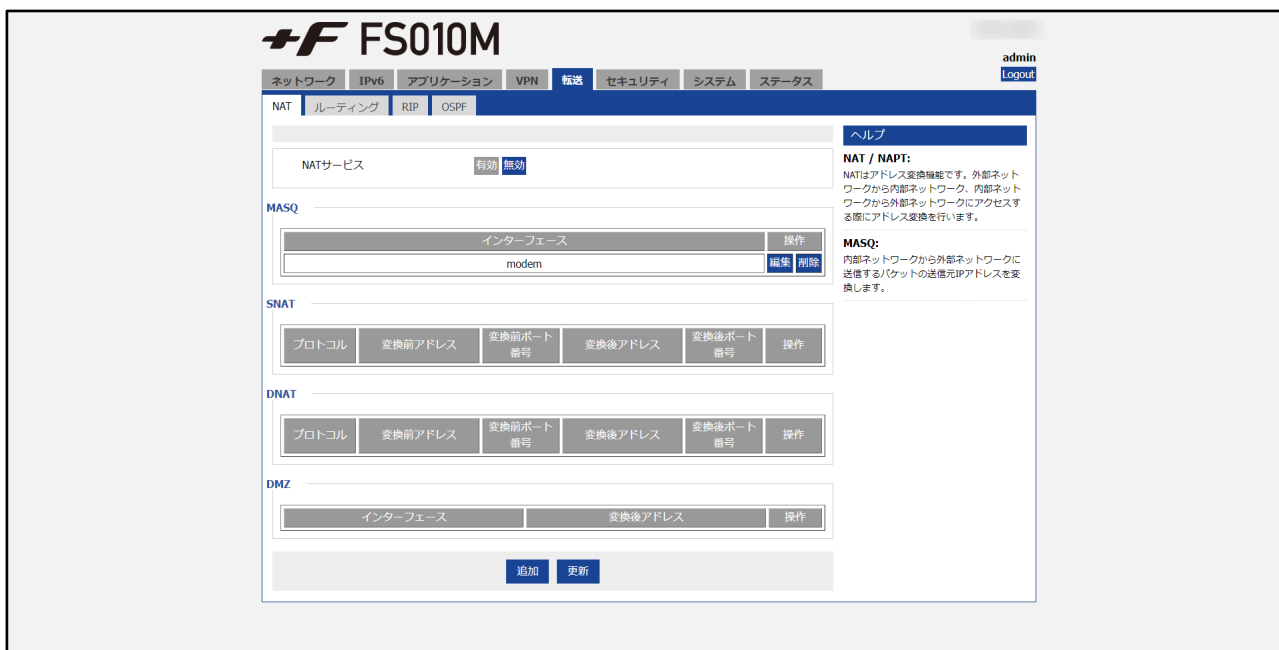 +F FS010M
admin
Logout
ネットワーク IPv6 アプリケーション VPN 転送 セキュリティ システム ステータス
NAT ルーティング RIP OSPF
NATサービス 有効 無効
MASQ
インターフェース 操作
modem 編集 削除
SNAT
プロトコル 変換前アドレス 変換前ポート番号 変換後アドレス 変換後ポート番号 操作
DNAT
プロトコル 変換前アドレス 変換前ポート番号 変換後アドレス 変換後ポート番号 操作
DMZ
インターフェース 変換後アドレス 操作
追加 更新
ヘルプ
NAT / NAPT:
NATはアドレス変換機能です。外部ネット
ワークから内部ネットワーク、内部ネット
ワークから外部ネットワークにアクセスす
る際にアドレス変換を行います。
MASQ:
内部ネットワークから外部ネットワークに
送信するパケットの送信元IPアドレスを変
換します。